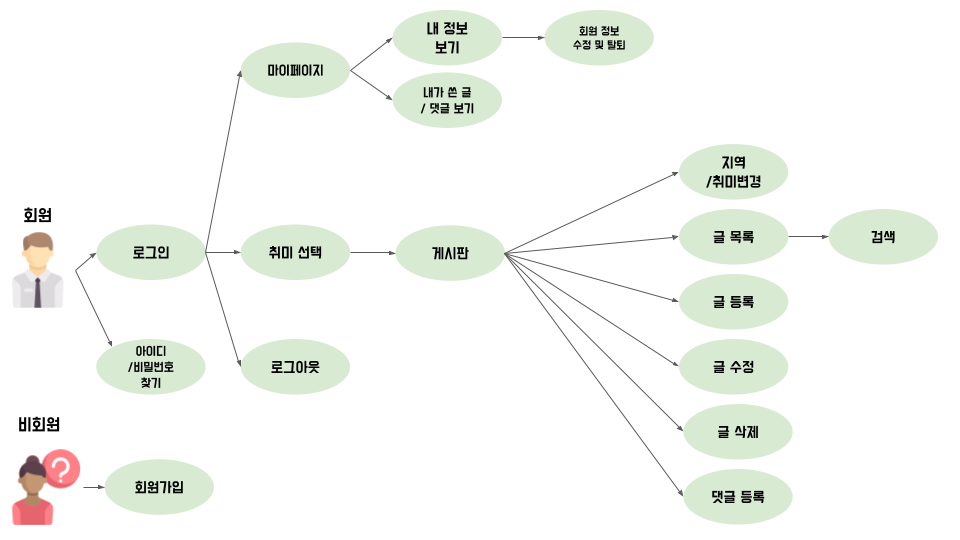 내 정보
보기
회원 정보
수정 및 탈퇴
마이페이지
내가 쓴 글
/ 댓글 보기
지역
/취미변경
회원
로그인
취미 선택
게시판
글 목록
검색
글 등록
아이디
/비밀번호
찾기
로그아웃
글 수정
비회원
글 삭제
회원가입
댓글 등록
?